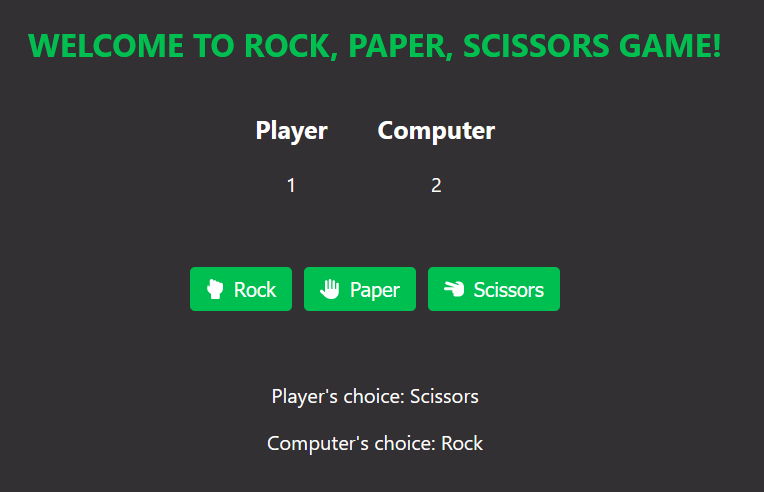 WELCOME TO ROCK, PAPER, SCISSORS GAME!
Player Computer
1 2
Rock Paper Scissors
Player's choice: Scissors
Computer's choice: Rock